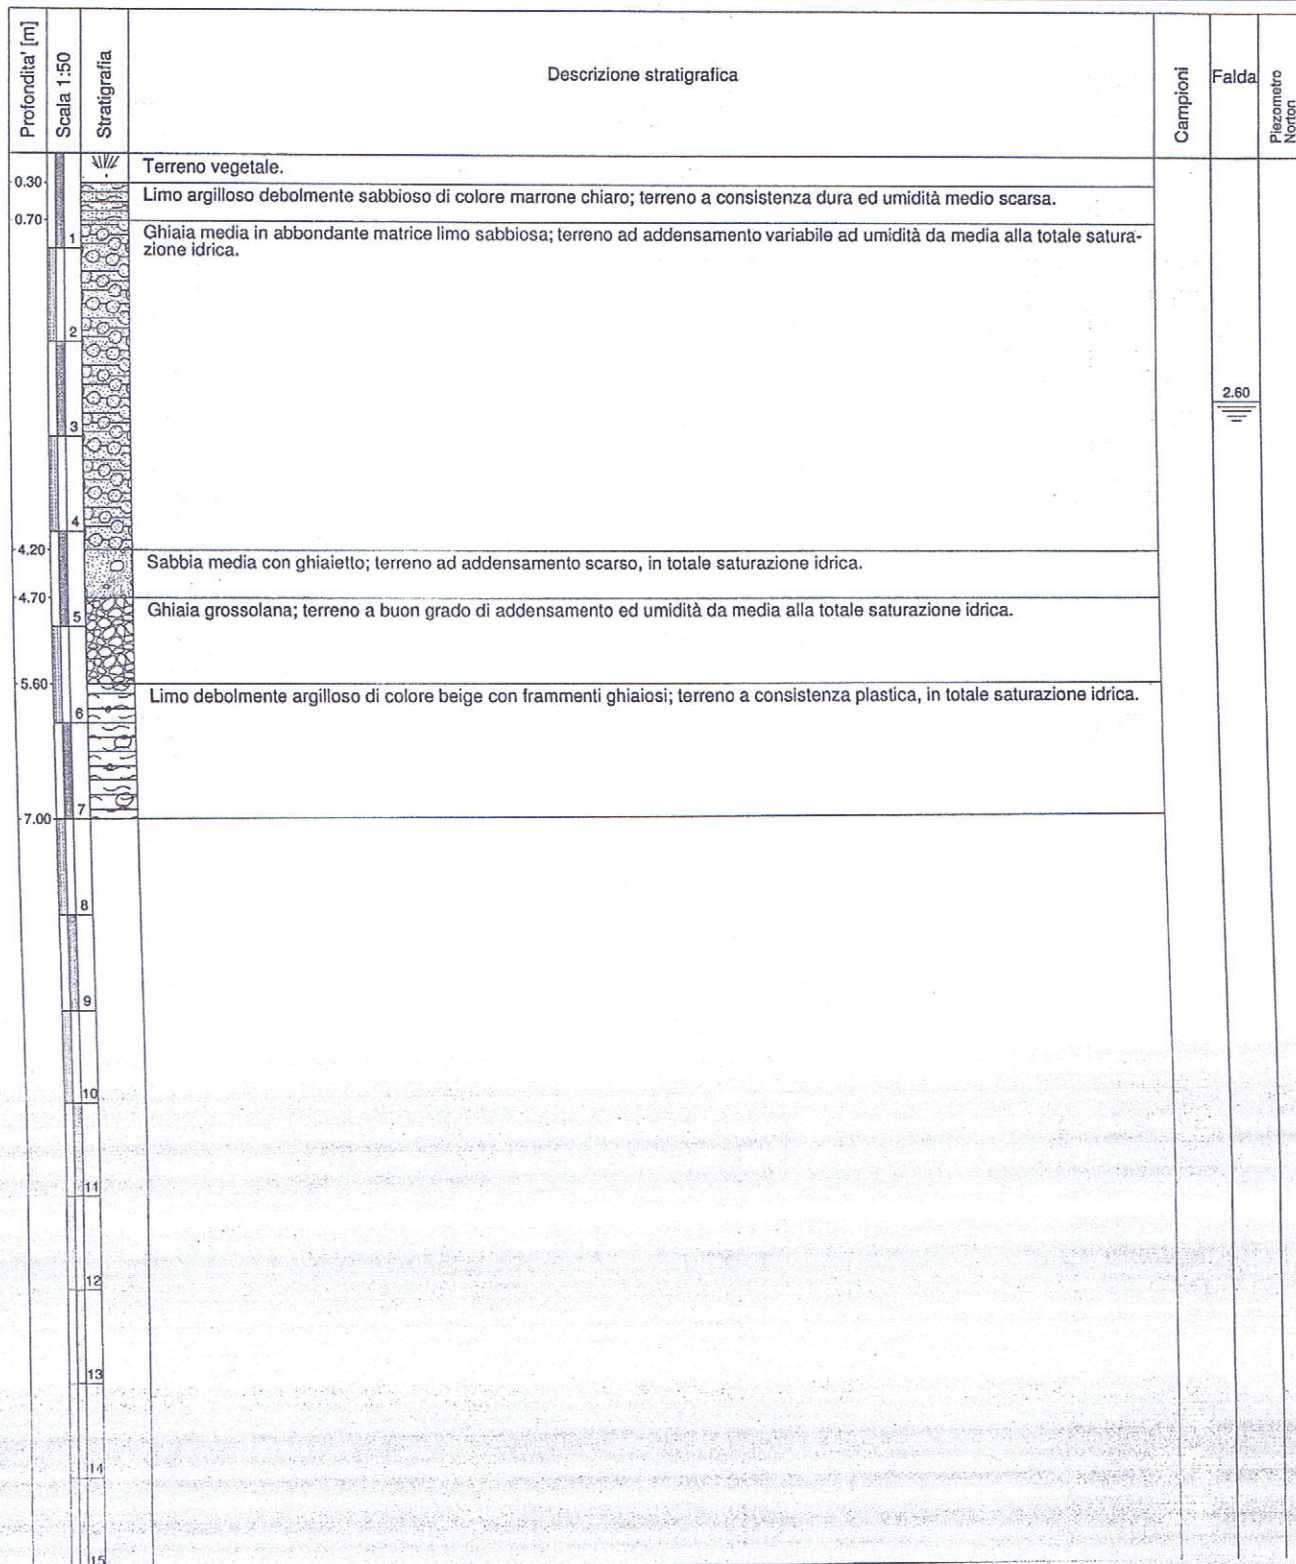 Profondita' [m]
Scala 1:50
Stratigrafia
Descrizione stratigrafica
Campioni
Falda
Piezometro
Norton
Terreno vegetale.
0.30
Limo argilloso debolmente sabbioso di colore marrone chiaro; terreno a consistenza dura ed umidità medio scarsa.
0.70
Ghiaia media in abbondante matrice limo sabbiosa; terreno ad addensamento variabile ad umidità da media alla totale satura-
zione idrica.
1
2
2.60
3
4
4.20
Sabbia media con ghiaietto; terreno ad addensamento scarso, in totale saturazione idrica.
4.70
Ghiaia grossolana; terreno a buon grado di addensamento ed umidità da media alla totale saturazione idrica.
5
5.60
Limo debolmente argilloso di colore beige con frammenti ghiaiosi; terreno a consistenza plastica, in totale saturazione idrica.
6
7
7.00
8
9
10
11
12
13
14
15